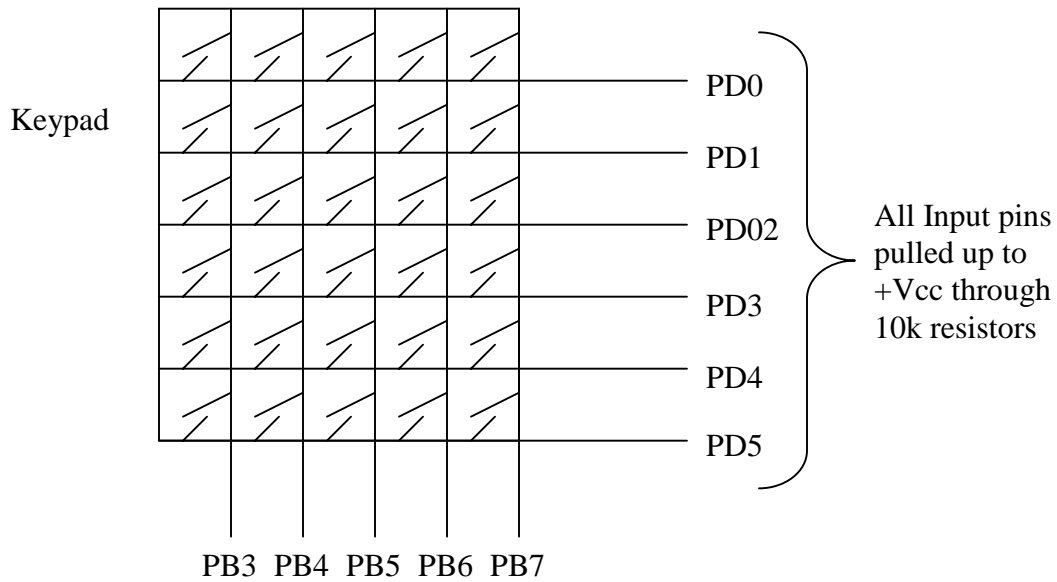 Keypad
PD0
PD1
PD02
PD3
PD4
PD5
All Input pins
pulled up to
+Vcc through
10k resistors
PB3 PB4 PB5 PB6 PB7